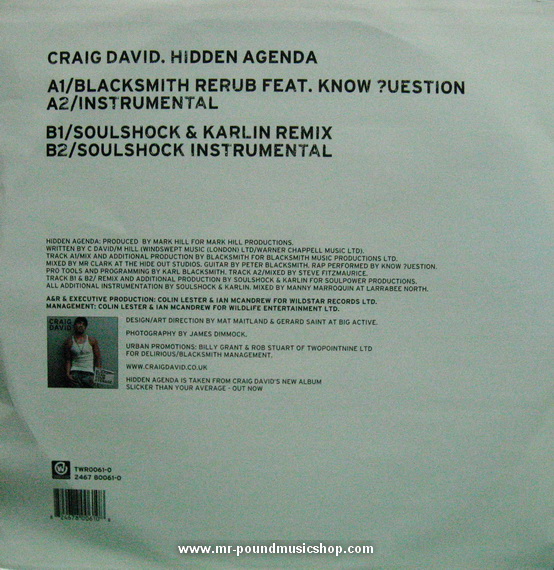 CRAIG DAVID. HIDDEN AGENDA
A1/BLACKSMITH RERUB FEAT. KNOW ?UESTION
A2/INSTRUMENTAL
B1/SOULSHOCK & KARLIN REMIX
B2/SOULSHOCK INSTRUMENTAL
HIDDEN AGENDA: PRODUCED BY MARK HILL FOR MARK HILL PRODUCTIONS.
WRITTEN BY C DAVID/M HILL (WINDSWEPT MUSIC (LONDON) LTD/WARNER CHAPPELL MUSIC LTD).
TRACK A1/MIX AND ADDITIONAL PRODUCTION BY BLACKSMITH FOR BLACKSMITH MUSIC PRODUCTIONS LTD.
MIXED BY MR CLARK AT THE HIDE OUT STUDIOS. GUITAR BY PETER BLACKSMITH. RAP PERFORMED BY KNOW ?UESTION.
PRO TOOLS AND PROGRAMMING BY KARL BLACKSMITH. TRACK A2/MIXED BY STEVE FITZMAURICE.
TRACK B1 & B2/ REMIX AND ADDITIONAL PRODUCTION BY SOULSHOCK & KARLIN FOR SOULPOWER PRODUCTIONS.
ALL ADDITIONAL INSTRUMENTATION BY SOULSHOCK & KARLIN. MIXED BY MANNY MARROQUIN AT LARRABEE NORTH.
A&R & EXECUTIVE PRODUCTION: COLIN LESTER & IAN MCANDREW FOR WILDSTAR RECORDS LTD.
MANAGEMENT: COLIN LESTER & IAN MCANDREW FOR WILDLIFE ENTERTAINMENT LTD.
CRAIG
DAVID
DESIGN/ART DIRECTION BY MAT MAITLAND & GERARD SAINT AT BIG ACTIVE.
PHOTOGRAPHY BY JAMES DIMMOCK.
URBAN PROMOTIONS: BILLY GRANT & ROB STUART OF TWOPOINTNINE LTD
FOR DELIRIOUS/BLACKSMITH MANAGEMENT.
WWW.CRAIGDAVID.CO.UK
HIDDEN AGENDA IS TAKEN FROM CRAIG DAVID'S NEW ALBUM
SLICKER THAN YOUR AVERAGE - OUT NOW
TWR0061-0
2467 80061-0
www.mr-poundmusicshop.com